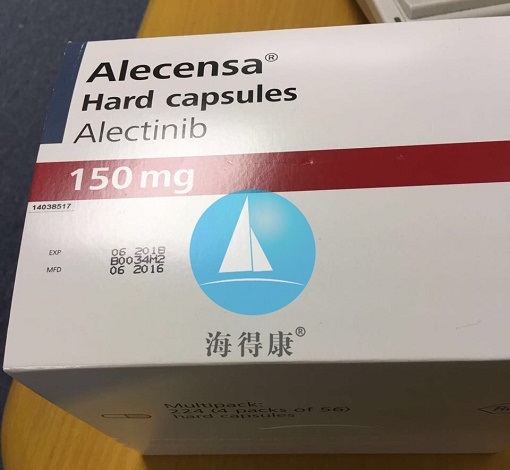 Alecensa®
Hard capsules
Alectinib
150 mg
14038517
EXP 06 2018
B0034M2
MFD 06 2016
海得康®
Multipack:
224 (4 packs of 56)
hard capsules